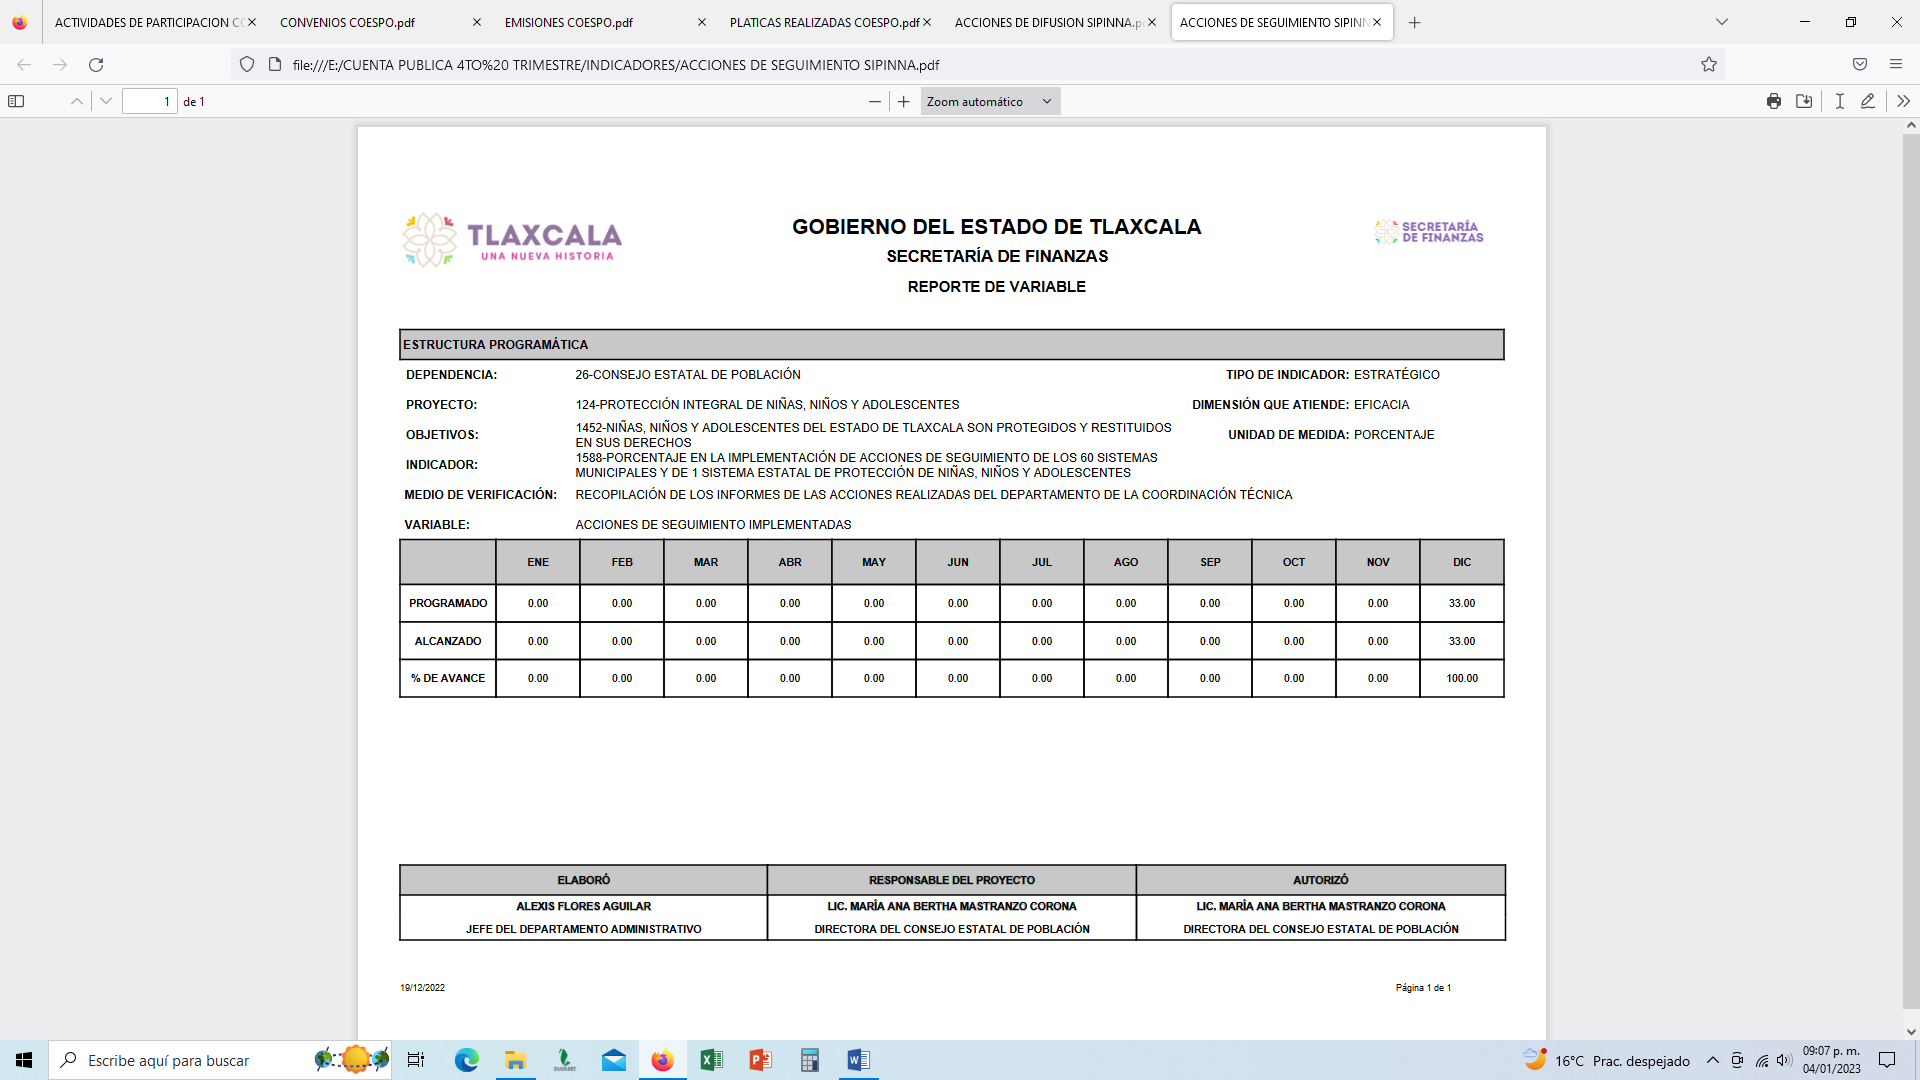 ACTIVIDADES DE PARTICIPACION CO
CONVENIOS COESPO.pdf
EMISIONES COESPO.pdf
PLATICAS REALIZADAS COESPO.pdf
ACCIONES DE DIFUSION SIPINNA.pd
ACCIONES DE SEGUIMIENTO SIPINN
file:///E:/CUENTA PUBLICA 4TO%20 TRIMESTRE/INDICADORES/ACCIONES DE SEGUIMIENTO SIPINNA.pdf
1 de 1
Zoom automático
TLAXCALA
UNA NUEVA HISTORIA
GOBIERNO DEL ESTADO DE TLAXCALA
SECRETARÍA DE FINANZAS
REPORTE DE VARIABLE
SECRETARÍA
DE FINANZAS
ESTRUCTURA PROGRAMÁTICA
DEPENDENCIA: 26-CONSEJO ESTATAL DE POBLACIÓN TIPO DE INDICADOR: ESTRATÉGICO
PROYECTO: 124-PROTECCIÓN INTEGRAL DE NIÑAS, NIÑOS Y ADOLESCENTES DIMENSIÓN QUE ATIENDE: EFICACIA
OBJETIVOS: 1452-NIÑAS, NIÑOS Y ADOLESCENTES DEL ESTADO DE TLAXCALA SON PROTEGIDOS Y RESTITUIDOS
EN SUS DERECHOS
UNIDAD DE MEDIDA: PORCENTAJE
INDICADOR: 1588-PORCENTAJE EN LA IMPLEMENTACIÓN DE ACCIONES DE SEGUIMIENTO DE LOS 60 SISTEMAS
MUNICIPALES Y DE 1 SISTEMA ESTATAL DE PROTECCIÓN DE NIÑAS, NIÑOS Y ADOLESCENTES
MEDIO DE VERIFICACIÓN: RECOPILACIÓN DE LOS INFORMES DE LAS ACCIONES REALIZADAS DEL DEPARTAMENTO DE LA COORDINACIÓN TÉCNICA
VARIABLE: ACCIONES DE SEGUIMIENTO IMPLEMENTADAS
ENE FEB MAR ABR MAY JUN JUL AGO SEP OCT NOV DIC
PROGRAMADO 0.00 0.00 0.00 0.00 0.00 0.00 0.00 0.00 0.00 0.00 0.00 33.00
ALCANZADO 0.00 0.00 0.00 0.00 0.00 0.00 0.00 0.00 0.00 0.00 0.00 33.00
% DE AVANCE 0.00 0.00 0.00 0.00 0.00 0.00 0.00 0.00 0.00 0.00 0.00 100.00
ELABORÓ RESPONSABLE DEL PROYECTO AUTORIZÓ
ALEXIS FLORES AGUILAR LIC. MARÍA ANA BERTHA MASTRANZO CORONA LIC. MARÍA ANA BERTHA MASTRANZO CORONA
JEFE DEL DEPARTAMENTO ADMINISTRATIVO DIRECTORA DEL CONSEJO ESTATAL DE POBLACIÓN DIRECTORA DEL CONSEJO ESTATAL DE POBLACIÓN
19/12/2022 Página 1 de 1
Escribe aquí para buscar
16°C Prac. despejado
09:07 p. m.
04/01/2023